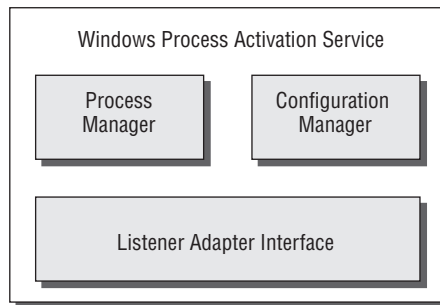 Windows Process Activation Service
Process
Manager
Configuration
Manager
Listener Adapter Interface